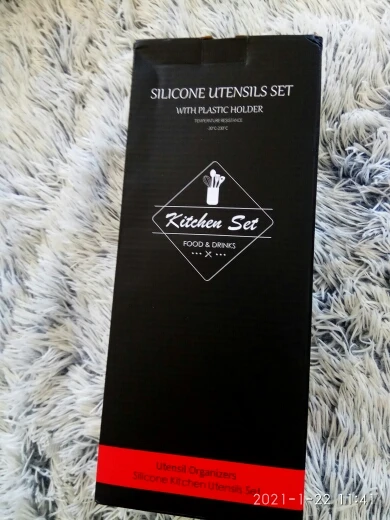 SILICONE UTENSILS SET
WITH PLASTIC HOLDER
TEMPERATURE RESISTANCE
Kitchen Set
FOOD & DRINKS
Utensil Organizers
Silicone Kitchen Utensils Set
2021-1-22 11:41